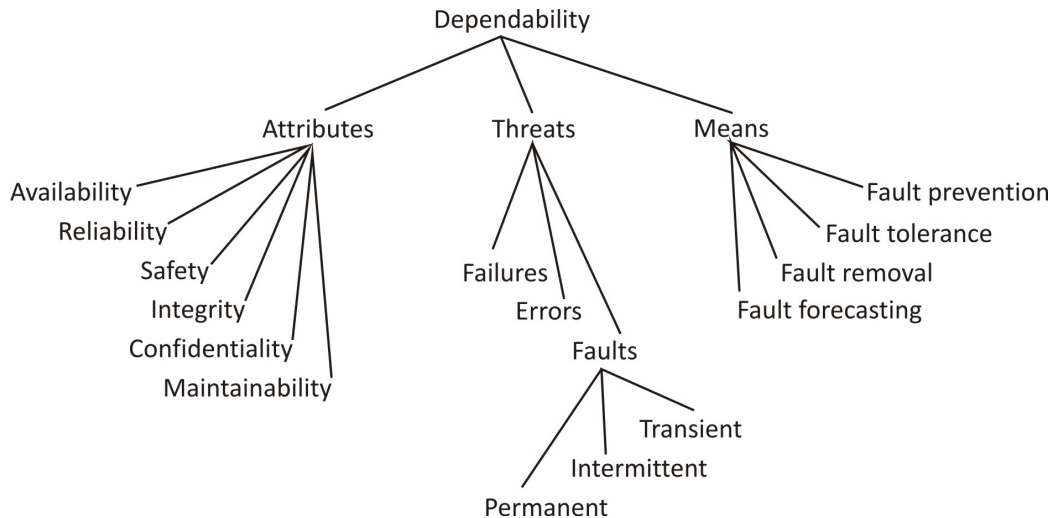 Dependability
Attributes
Threats
Means
Availability
Reliability
Safety
Integrity
Confidentiality
Maintainability
Failures
Errors
Faults
Permanent
Intermittent
Transient
Fault prevention
Fault tolerance
Fault removal
Fault forecasting